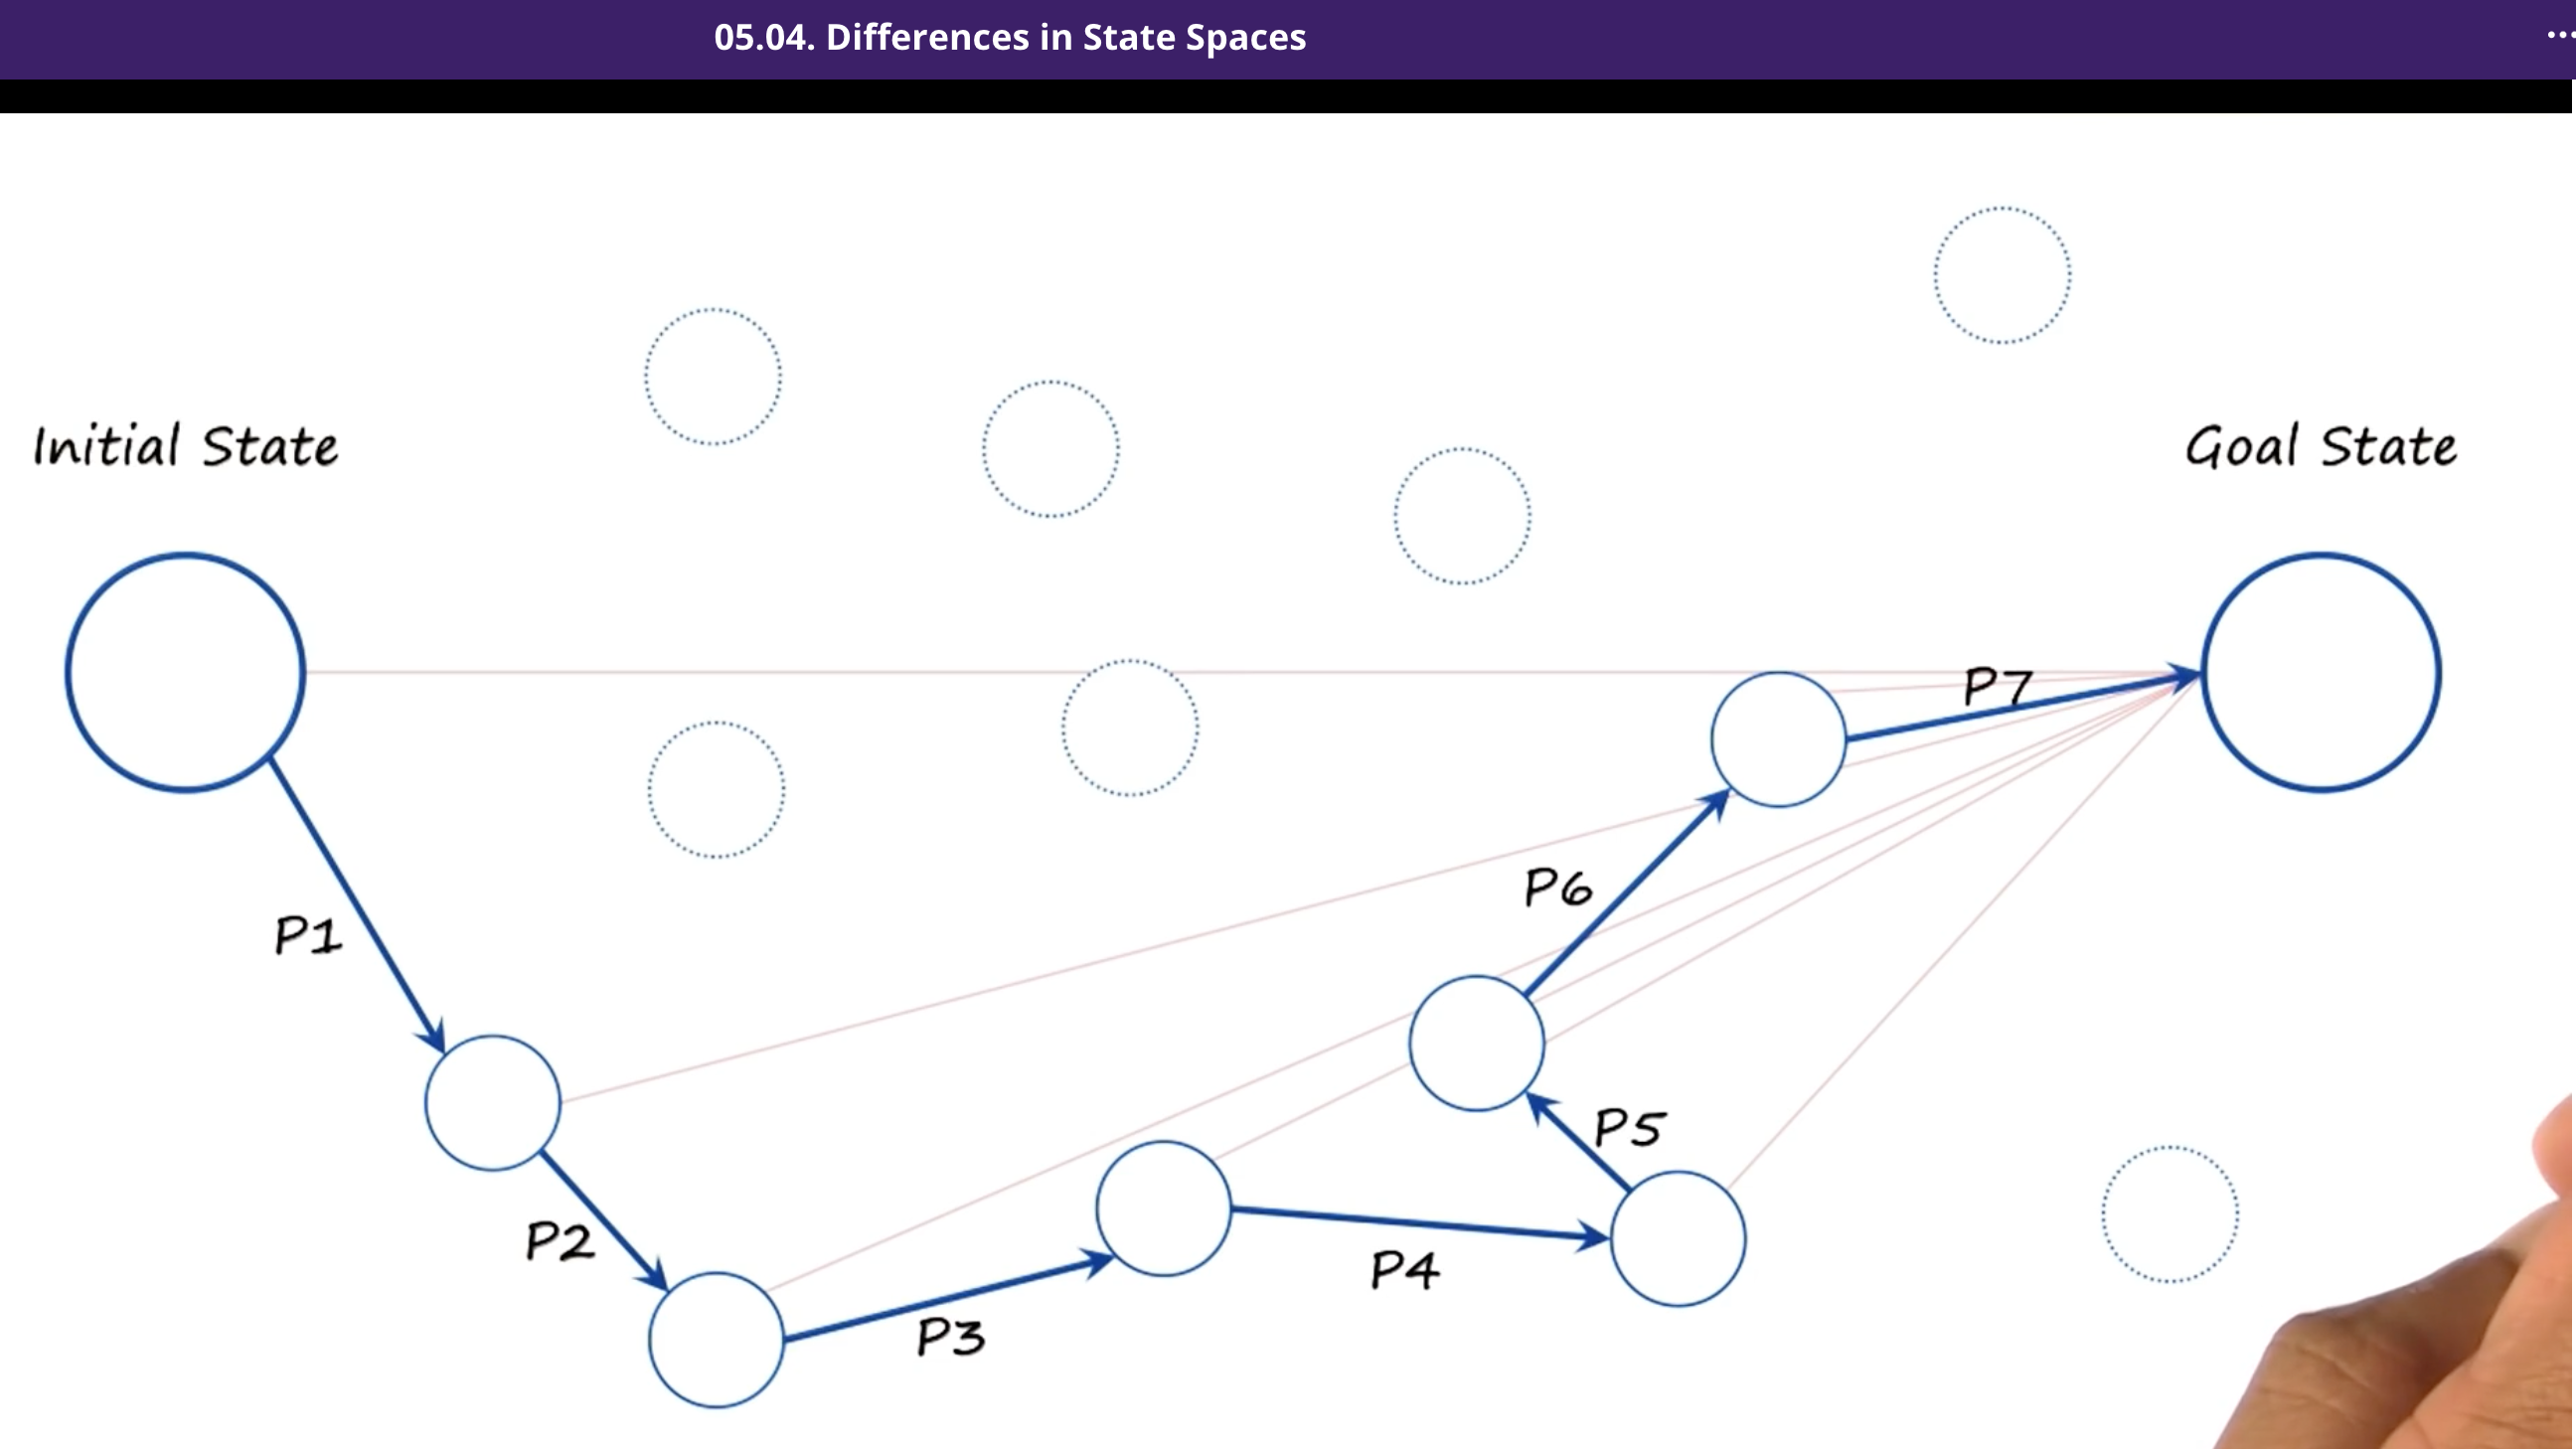 05.04. Differences in State Spaces
Initial State
Goal State
P7
P6
P1
P5
P2
P4
P3